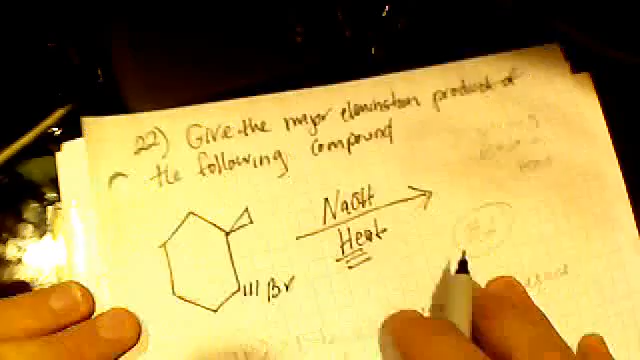 22) Give the major elimination product of
the following compound
NaOH
Heat
Br